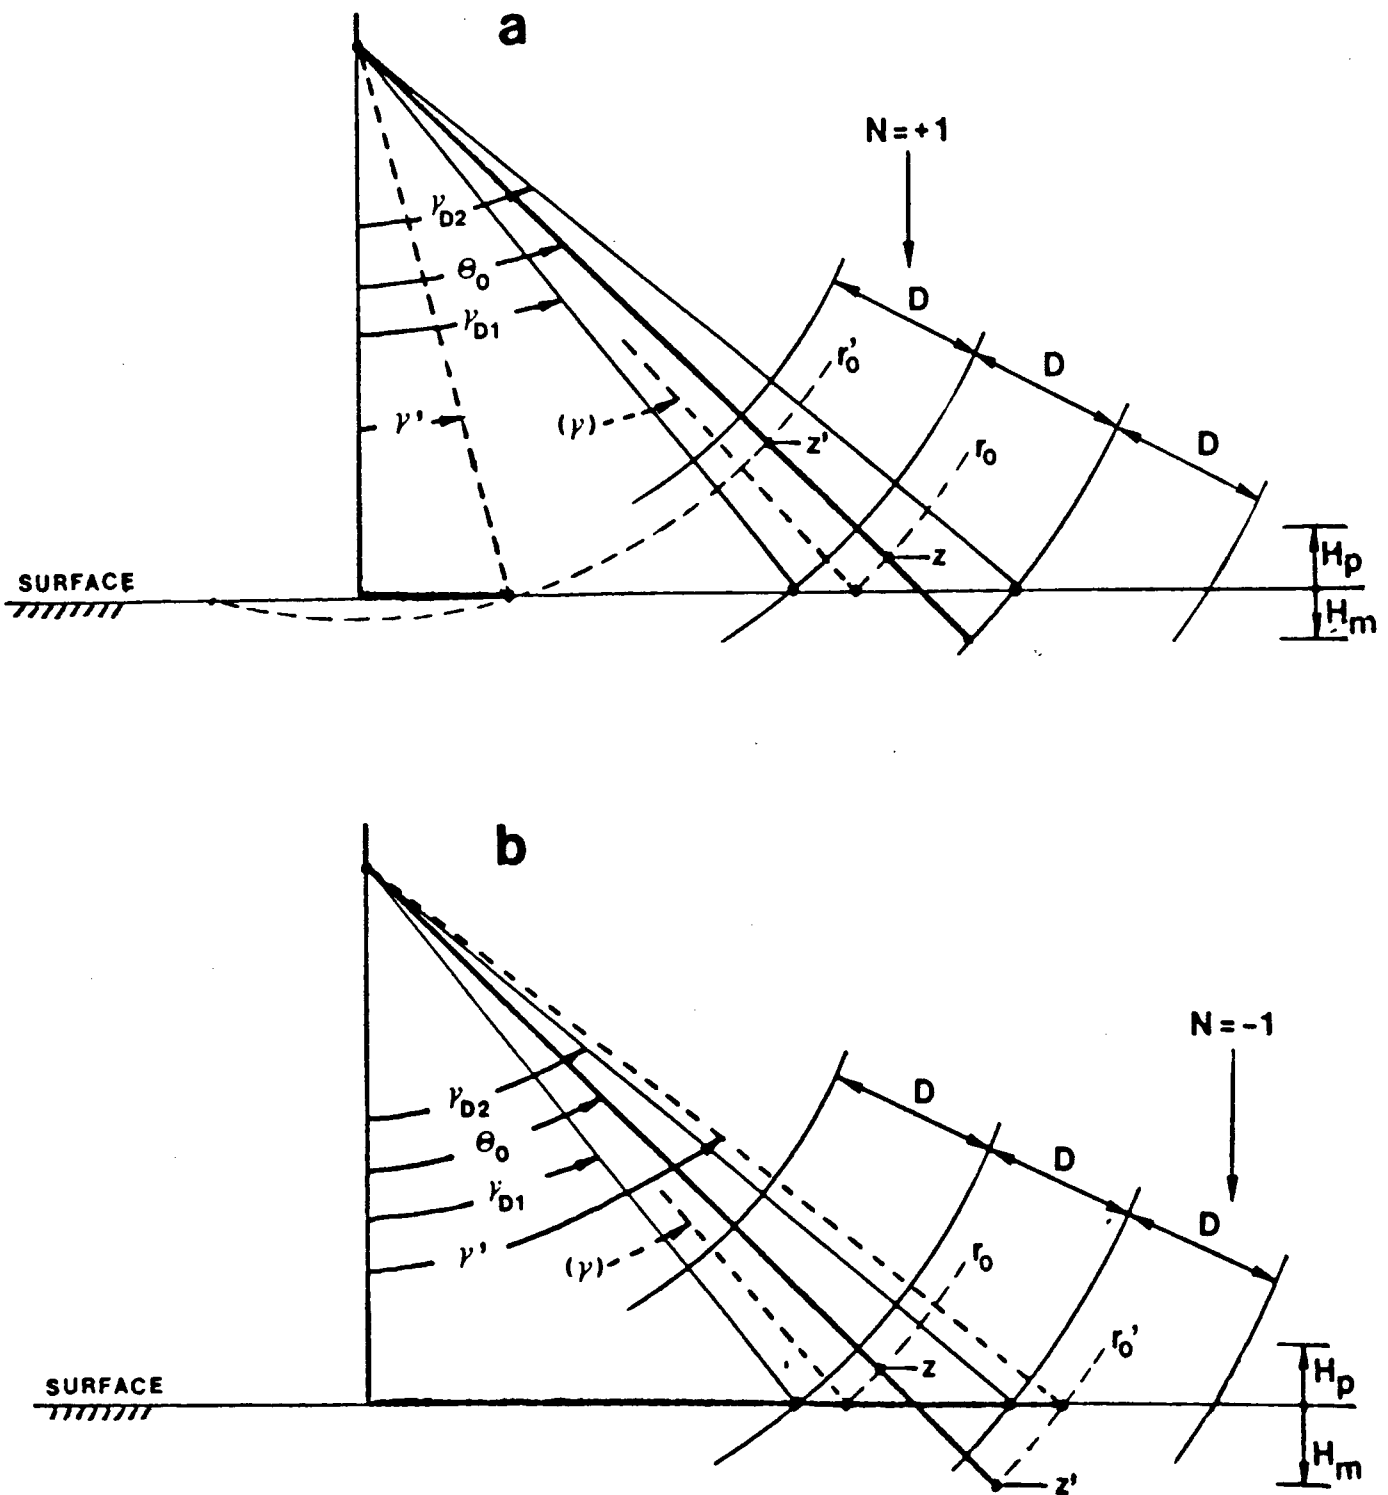 a
N = +1
γD2
Θ0
γD1
γ'
(γ)
r0'
z'
r0
z
D
D
D
Hp
Hm
SURFACE
b
N = -1
γD2
Θ0
γD1
γ'
(γ)
D
D
D
r0
r0'
z
z'
Hp
Hm
SURFACE